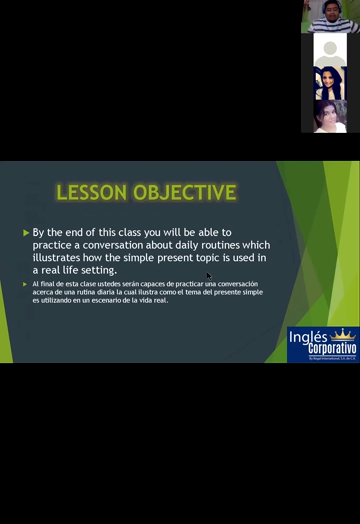 LESSON OBJECTIVE
By the end of this class you will be able to
practice a conversation about daily routines which
illustrates how the simple present topic is used in
a real life setting.
Al final de esta clase ustedes serán capaces de practicar una conversación
acerca de una rutina diaria la cual ilustra como el tema del presente simple
es utilizando en un escenario de la vida real.
Inglés
Corporativo